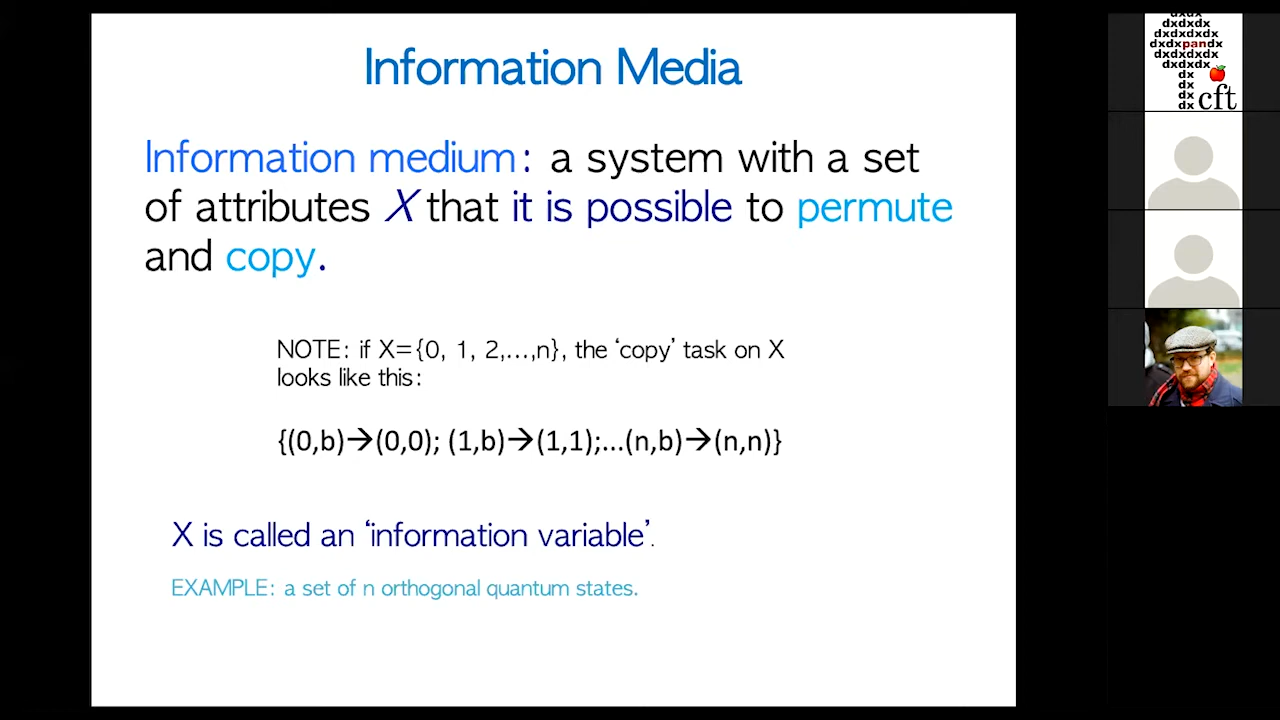 Information Media
Information medium: a system with a set
of attributes X that it is possible to permute
and copy.
NOTE: if X={0, 1, 2,...,n}, the ‘copy’ task on X
looks like this:
{(0,b)→(0,0); (1,b)→(1,1);...(n,b)→(n,n)}
X is called an ‘information variable’.
EXAMPLE: a set of n orthogonal quantum states.
dxdx
dxdxdx
dxdxdxdx
dxdxpandx
dxdxdxdx
dxdxdx
dx
dx
dx
dx
cft